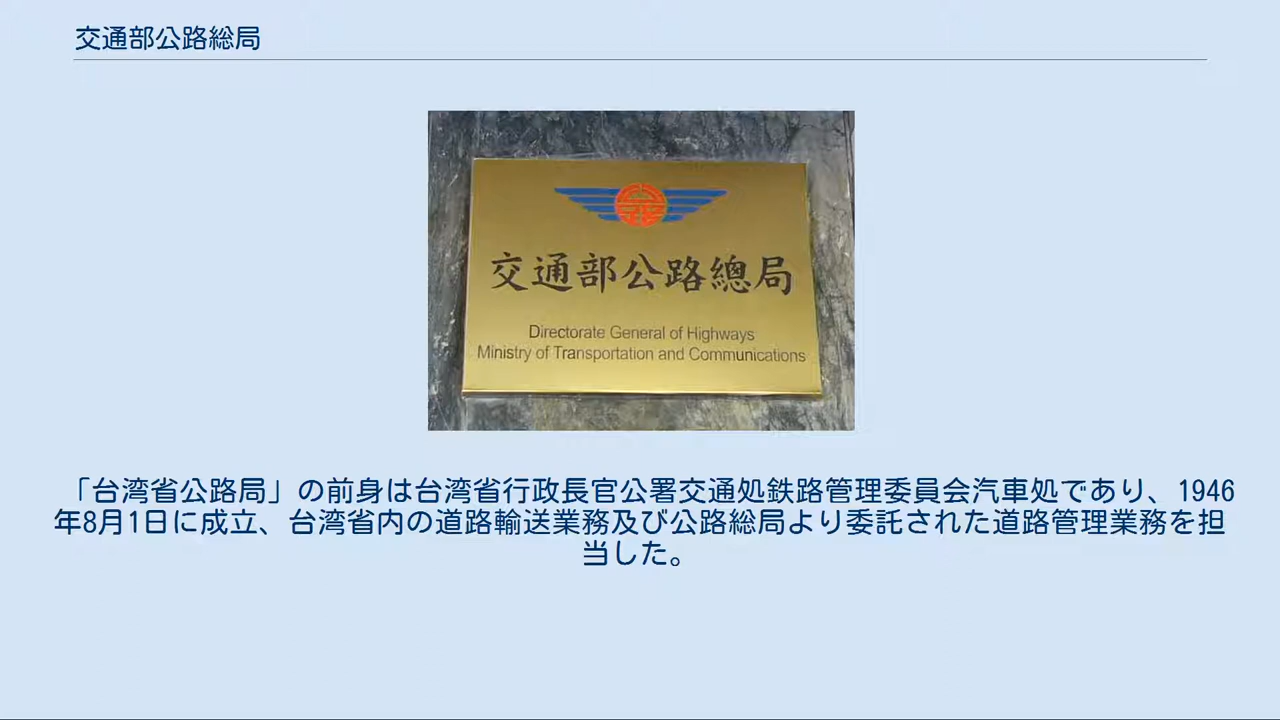 交通部公路総局
交通部公路總局
Directorate General of Highways
Ministry of Transportation and Communications
「台湾省公路局」の前身は台湾省行政長官公署交通処鉄路管理委員会汽車処であり、1946
年8月1日に成立、台湾省内の道路輸送業務及び公路総局より委託された道路管理業務を担
当した。